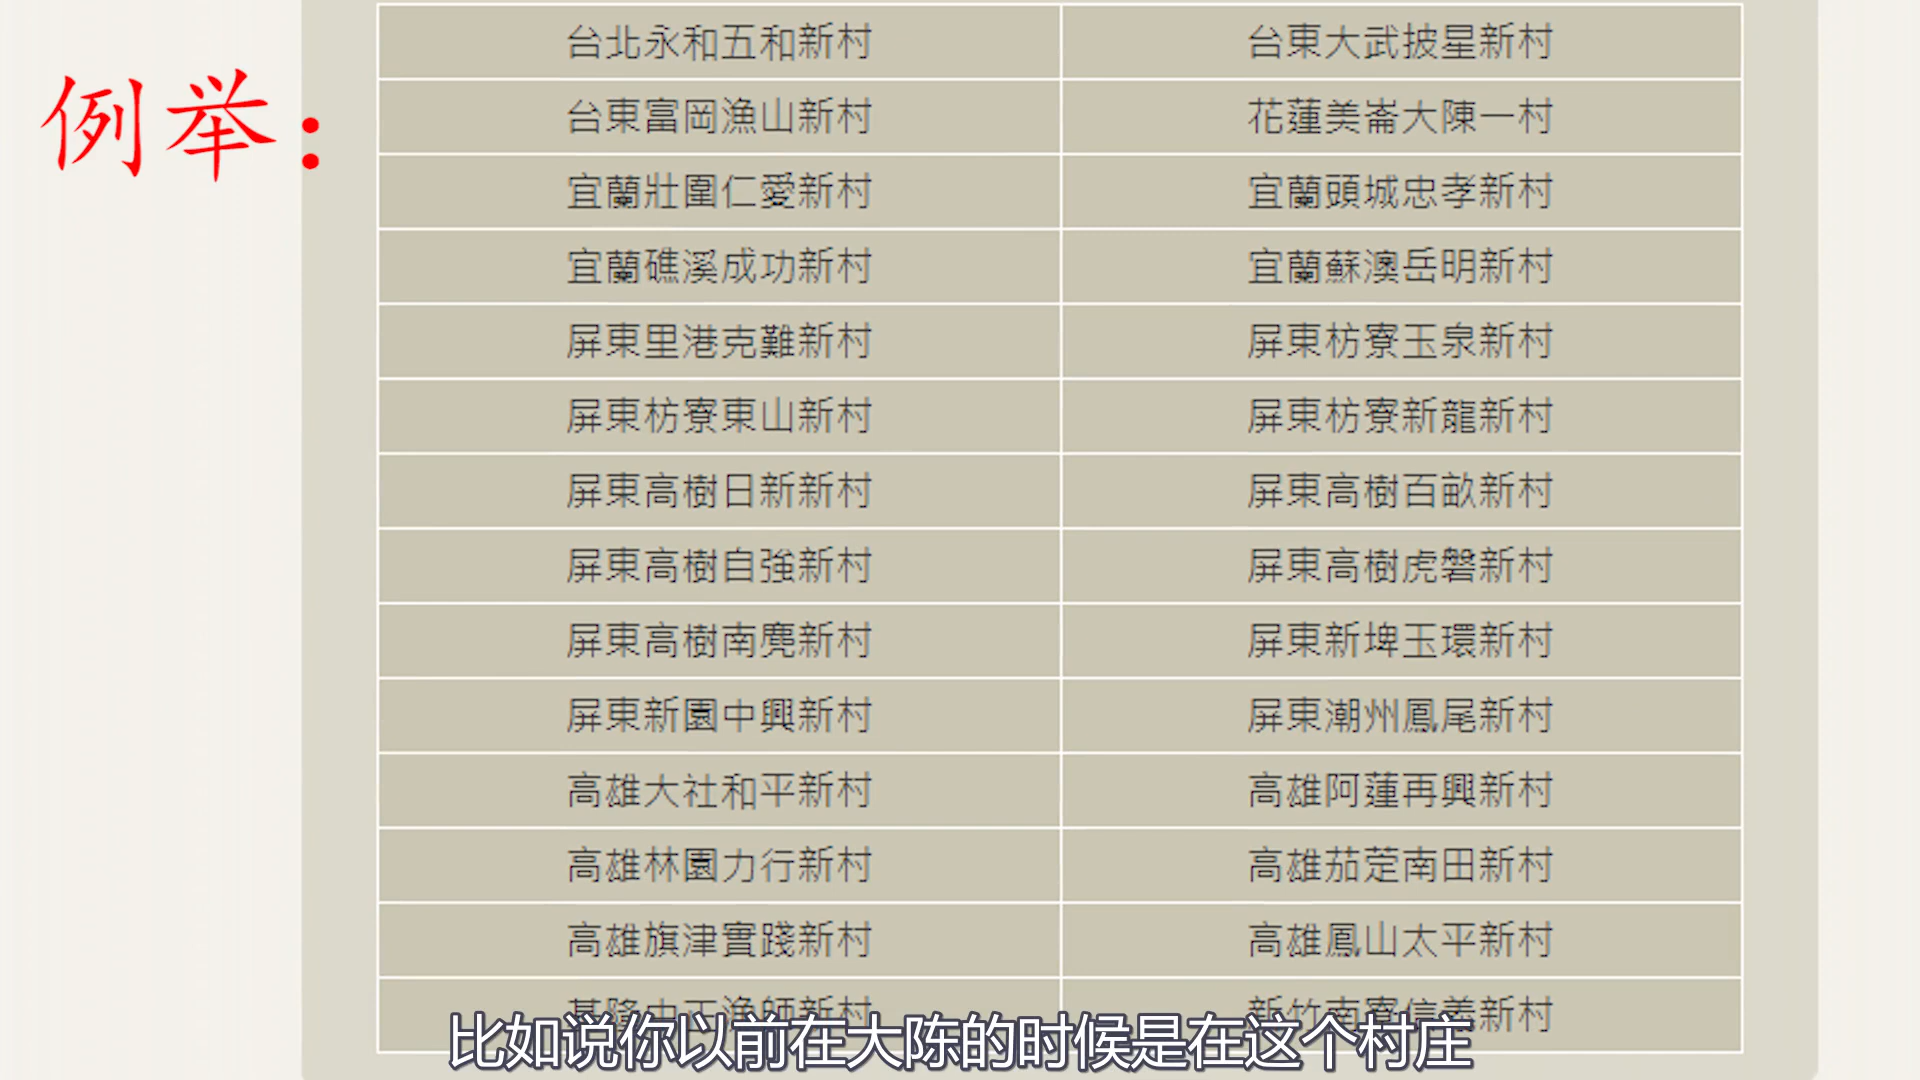 例举：
台北永和五和新村 台東大武披星新村
台東富岡漁山新村 花蓮美崙大陳一村
宜蘭壯圍仁愛新村 宜蘭頭城忠孝新村
宜蘭礁溪成功新村 宜蘭蘇澳岳明新村
屏東里港克難新村 屏東枋寮玉泉新村
屏東枋寮東山新村 屏東枋寮新龍新村
屏東高樹日新新村 屏東高樹百畝新村
屏東高樹自強新村 屏東高樹虎磐新村
屏東高樹南麂新村 屏東新埤玉環新村
屏東新園中興新村 屏東潮州鳳尾新村
高雄大社和平新村 高雄阿蓮再興新村
高雄林園力行新村 高雄茄萣南田新村
高雄旗津實踐新村 高雄鳳山太平新村
基隆中正漁師新村 新竹南寮信義新村
比如说你以前在大陈的时候是在这个村庄